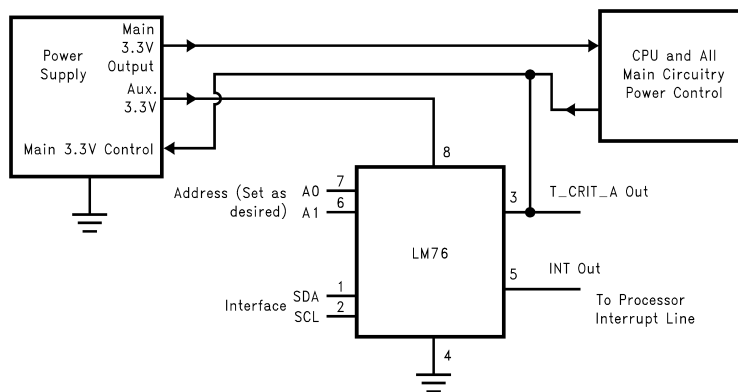 Main
3.3V
Output
Power
Supply
Aux.
3.3V
Main 3.3V Control
CPU and All
Main Circuitry
Power Control
8
7
Address (Set as
desired)
A0
6
A1
3
T_CRIT_A Out
LM76
5
INT Out
To Processor
Interrupt Line
Interface
SDA
1
SCL
2
4